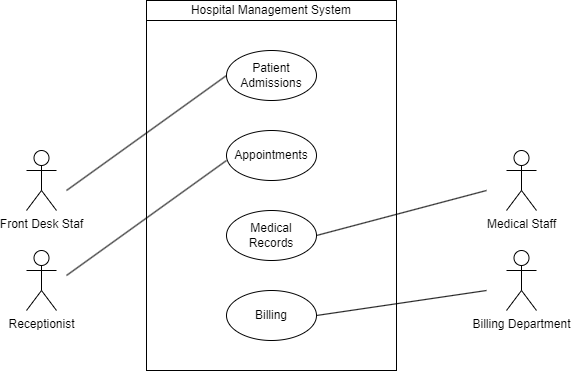 Hospital Management System
Patient
Admissions
Appointments
Front Desk Staf
Medical
Records
Medical Staff
Receptionist
Billing
Billing Department